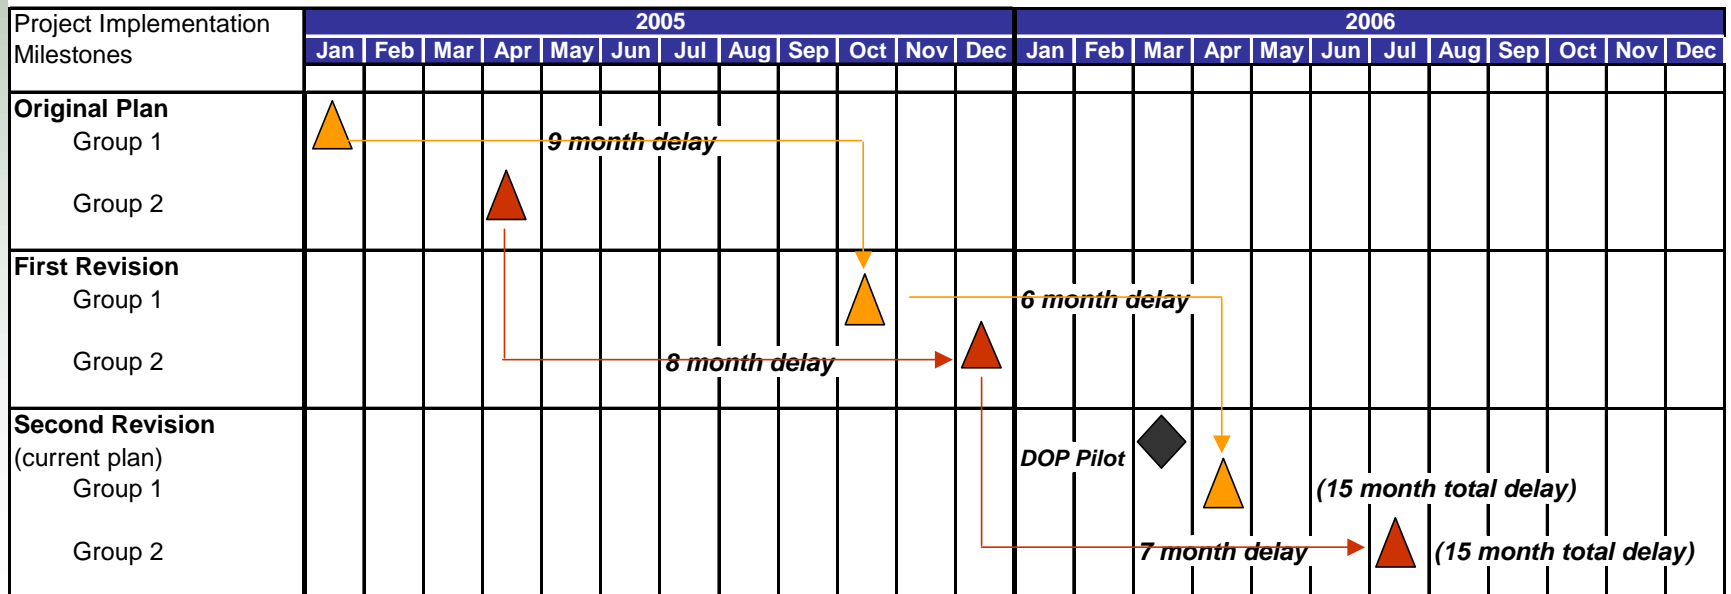 Project Implementation
Milestones
2005
2006
Jan Feb Mar Apr May Jun Jul Aug Sep Oct Nov Dec Jan Feb Mar Apr May Jun Jul Aug Sep Oct Nov Dec
Original Plan
Group 1
9 month delay
Group 2
First Revision
Group 1
6 month delay
Group 2
8 month delay
Second Revision
(current plan)
DOP Pilot
Group 1
(15 month total delay)
Group 2
7 month delay
(15 month total delay)